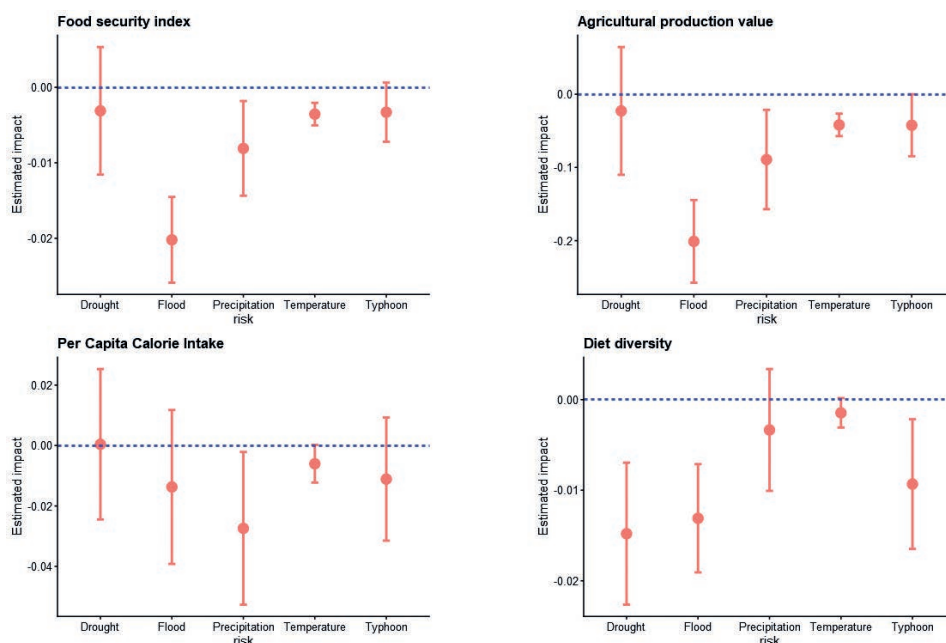 Food security index
Estimated impact
0.00
-0.01
-0.02
Drought Flood Precipitation Temperature Typhoon
risk
Agricultural production value
Estimated impact
0.0
-0.1
-0.2
Drought Flood Precipitation Temperature Typhoon
risk
Per Capita Calorie Intake
Estimated impact
0.02
0.00
-0.02
-0.04
Drought Flood Precipitation Temperature Typhoon
risk
Diet diversity
Estimated impact
0.00
-0.01
-0.02
Drought Flood Precipitation Temperature Typhoon
risk